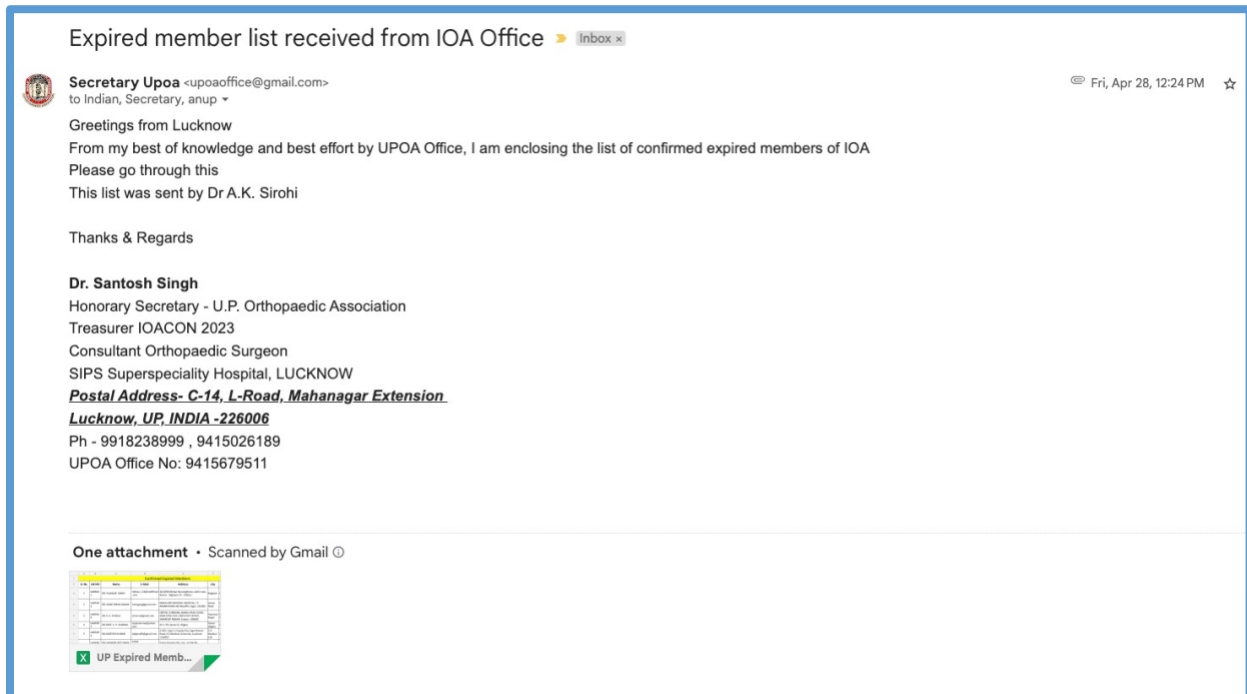 Expired member list received from IOA Office Inbox ×
Secretary Upoa <upoaoffice@gmail.com>
Fri, Apr 28, 12:24 PM
to Indian, Secretary, anup
Greetings from Lucknow
From my best of knowledge and best effort by UPOA Office, I am enclosing the list of confirmed expired members of IOA
Please go through this
This list was sent by Dr A.K. Sirohi
Thanks & Regards
Dr. Santosh Singh
Honorary Secretary - U.P. Orthopaedic Association
Treasurer IOACON 2023
Consultant Orthopaedic Surgeon
SIPS Superspeciality Hospital, LUCKNOW
Postal Address- C-14, L-Road, Mahanagar Extension
Lucknow, UP, INDIA -226006
Ph - 9918238999 , 9415026189
UPOA Office No: 9415679511
One attachment • Scanned by Gmail
Confirmed Expired Members
UP Expired Memb...